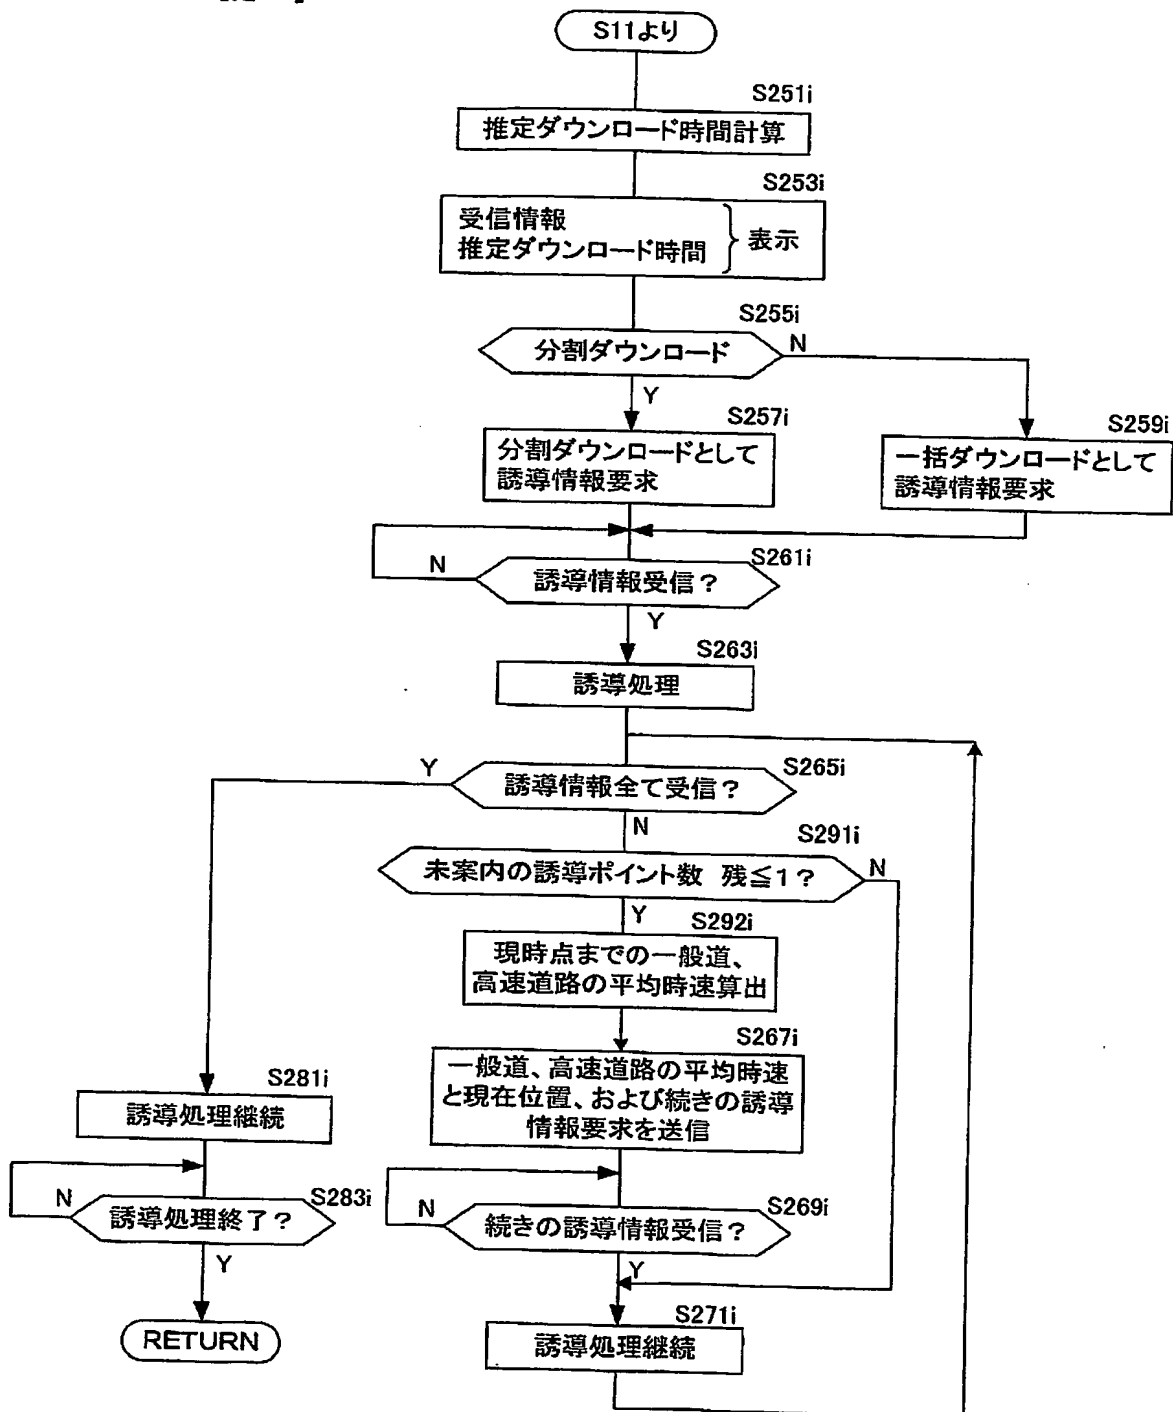 S11より
S251i
推定ダウンロード時間計算
S253i
受信情報
推定ダウンロード時間
表示
S255i
分割ダウンロード
N
Y
S257i
分割ダウンロードとして
誘導情報要求
S259i
一括ダウンロードとして
誘導情報要求
S261i
誘導情報受信?
N
Y
S263i
誘導処理
S265i
誘導情報全て受信?
Y
N
S291i
未案内の誘導ポイント数 残≦1?
N
Y
S292i
現時点までの一般道、
高速道路の平均時速算出
S267i
一般道、高速道路の平均時速
と現在位置、および続きの誘導
情報要求を送信
S269i
続きの誘導情報受信?
N
Y
S271i
誘導処理継続
S281i
誘導処理継続
S283i
誘導処理終了?
N
Y
RETURN